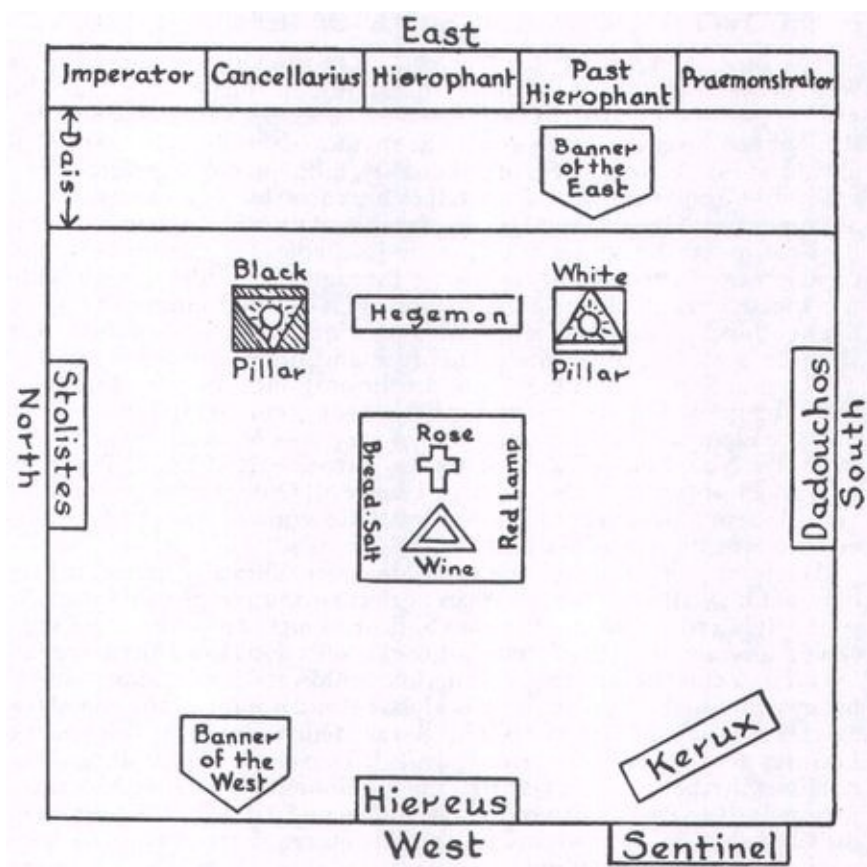 East
Imperator
Cancellarius
Hierophant
Past
Hierophant
Praemonstrator
←Dais→
Banner
of the
East
Black
Pillar
Hegemon
White
Pillar
North
Stolistes
Rose
Bread·Salt
Red Lamp
Wine
Dadouchos
South
Banner
of the
West
Hiereus
Kerux
West
Sentinel